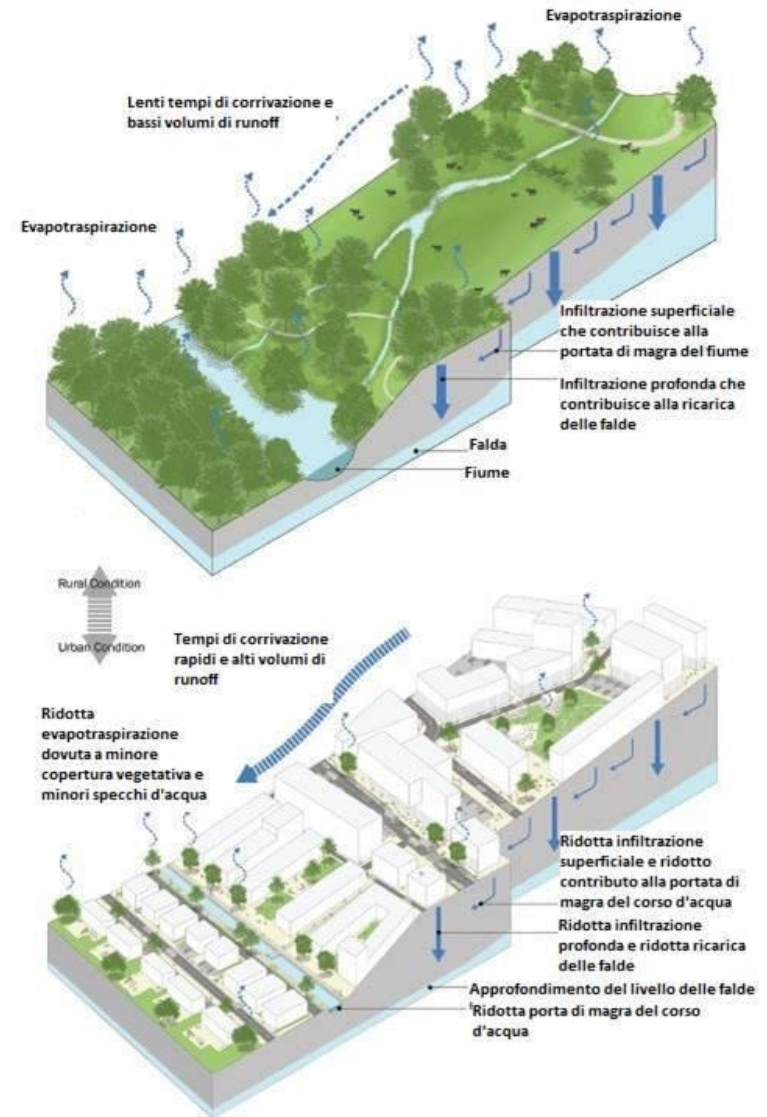 Evapotraspirazione
Lenti tempi di corrivazione e
bassi volumi di runoff
Evapotraspirazione
Infiltrazione superficiale
che contribuisce alla
portata di magra del fiume
Infiltrazione profonda che
contribuisce alla ricarica
delle falde
Falda
Fiume
Rural Condition
Urban Condition
Tempi di corrivazione
rapidi e alti volumi di
runoff
Ridotta
evapotraspirazione
dovuta a minore
copertura vegetativa e
minori specchi d'acqua
Ridotta infiltrazione
superficiale e ridotto
contributo alla portata di
magra del corso d'acqua
Ridotta infiltrazione
profonda e ridotta ricarica
delle falde
Approfondimento del livello delle falde
Ridotta porta di magra del corso
d'acqua